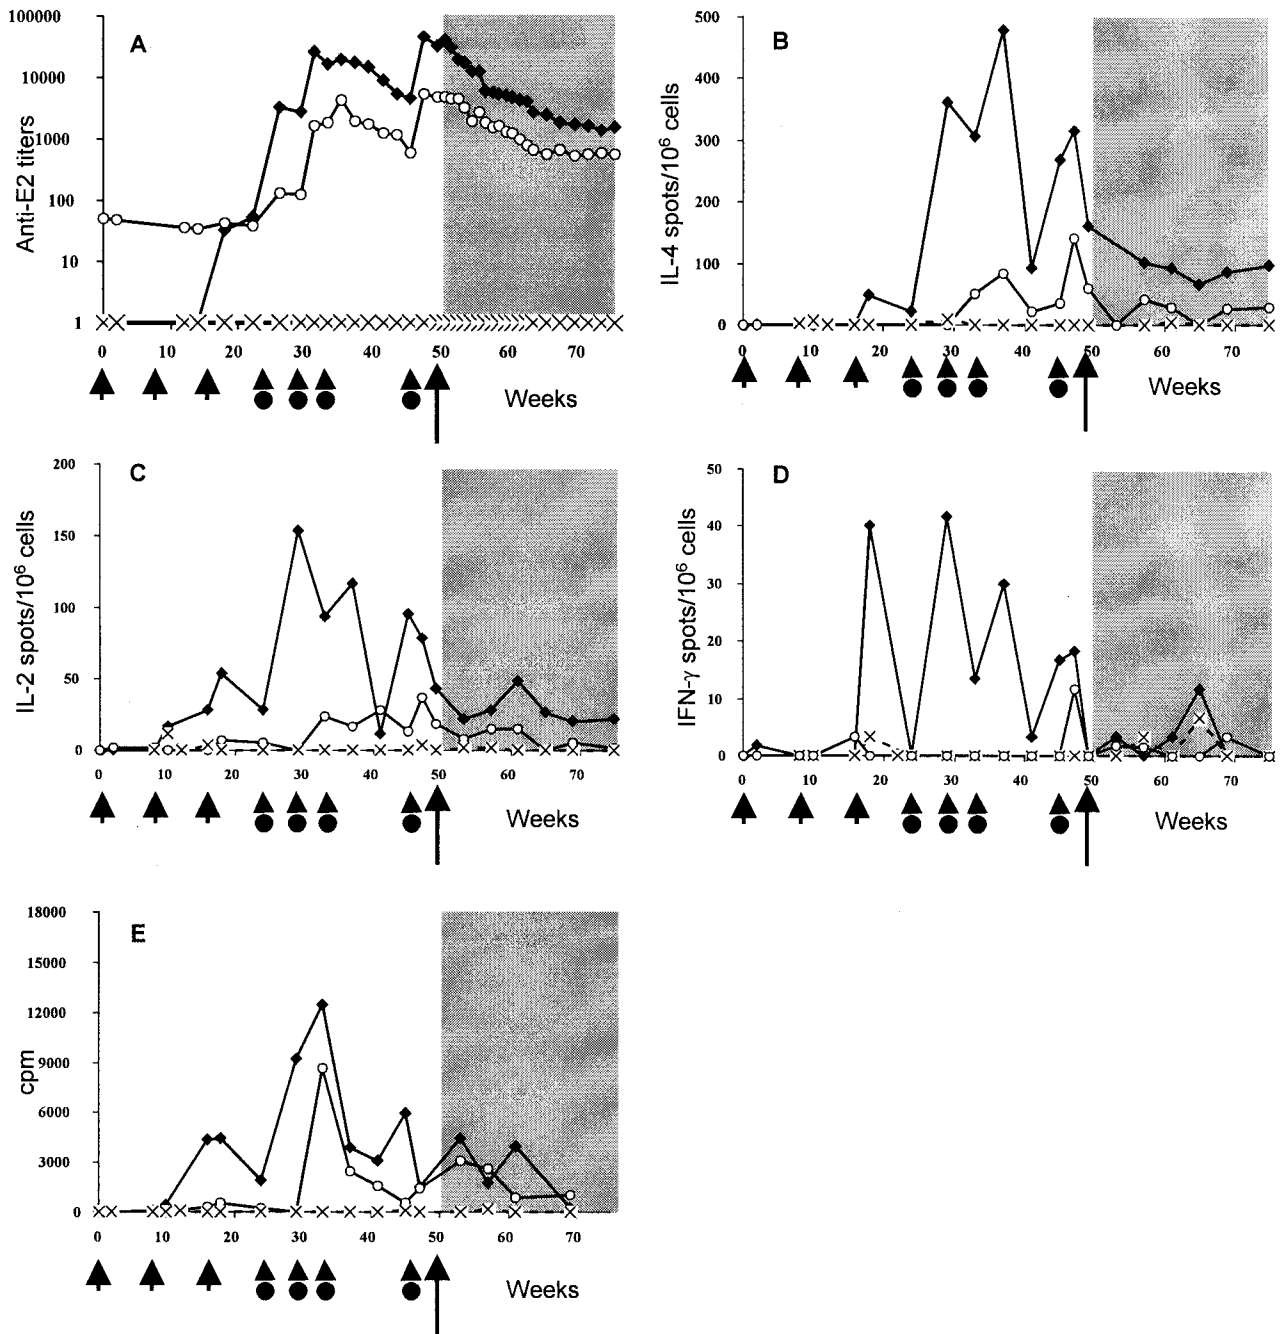 A
Anti-E2 titers
100000
10000
1000
100
10
1
0 10 20 30 40 50 60 70
Weeks
B
IL-4 spots/10⁶ cells
500
400
300
200
100
0
0 10 20 30 40 50 60 70
Weeks
C
IL-2 spots/10⁶ cells
200
150
100
50
0
0 10 20 30 40 50 60 70
Weeks
D
IFN-γ spots/10⁶ cells
50
40
30
20
10
0
0 10 20 30 40 50 60 70
Weeks
E
cpm
18000
15000
12000
9000
6000
3000
0
0 10 20 30 40 50 60 70
Weeks